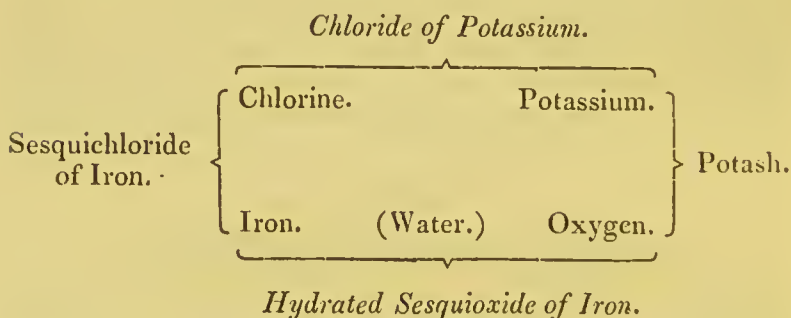 Chloride of Potassium.
Chlorine. Potassium.
Sesquichloride
of Iron.
Potash.
Iron. (Water.) Oxygen.
Hydrated Sesquioxide of Iron.